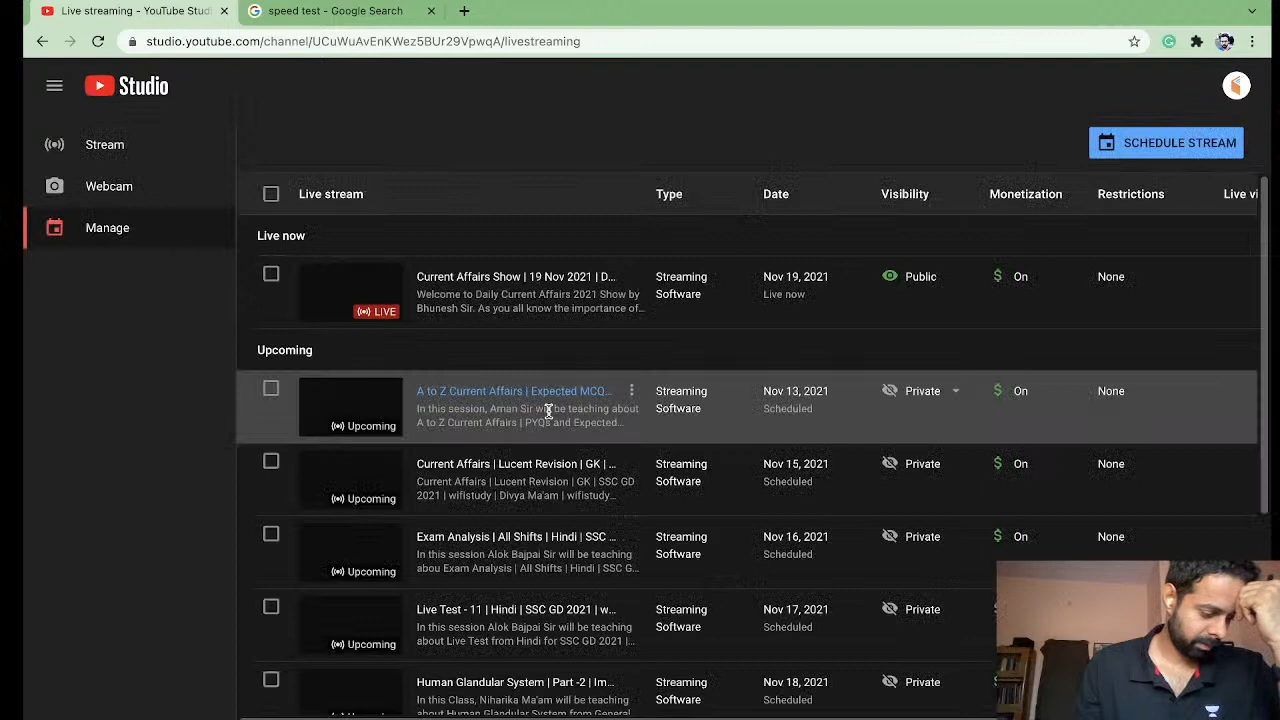 Live streaming - YouTube Studi
speed test - Google Search
studio.youtube.com/channel/UCuWuAvEnKWez5BUr29VpwqA/livestreaming
Studio
Stream
Webcam
Manage
SCHEDULE STREAM
Live stream Type Date Visibility Monetization Restrictions Live vi
Live now
Current Affairs Show | 19 Nov 2021 | D... Streaming Nov 19, 2021 Public $ On None
Welcome to Daily Current Affairs 2021 Show by Software Live now
Bhunesh Sir. As you all know the importance of...
LIVE
Upcoming
A to Z Current Affairs | Expected MCQ... Streaming Nov 13, 2021 Private $ On None
In this session, Aman Sir will be teaching about Software Scheduled
A to Z Current Affairs | PYQs and Expected...
Upcoming
Current Affairs | Lucent Revision | GK | ... Streaming Nov 15, 2021 Private $ On None
Current Affairs | Lucent Revision | GK | SSC GD Software Scheduled
2021 | wifistudy | Divya Ma'am | wifistudy...
Upcoming
Exam Analysis | All Shifts | Hindi | SSC ... Streaming Nov 16, 2021 Private $ On None
In this session Alok Bajpai Sir will be teaching Software Scheduled
abou Exam Analysis | All Shifts | Hindi | SSC G...
Upcoming
Live Test - 11 | Hindi | SSC GD 2021 | w... Streaming Nov 17, 2021 Private
In this session Alok Bajpai Sir will be teaching Software Scheduled
about Live Test from Hindi for SSC GD 2021 |...
Upcoming
Human Glandular System | Part -2 | Im... Streaming Nov 18, 2021 Private
In this Class, Niharika Ma'am will be teaching Software Scheduled
about Human Glandular System from General